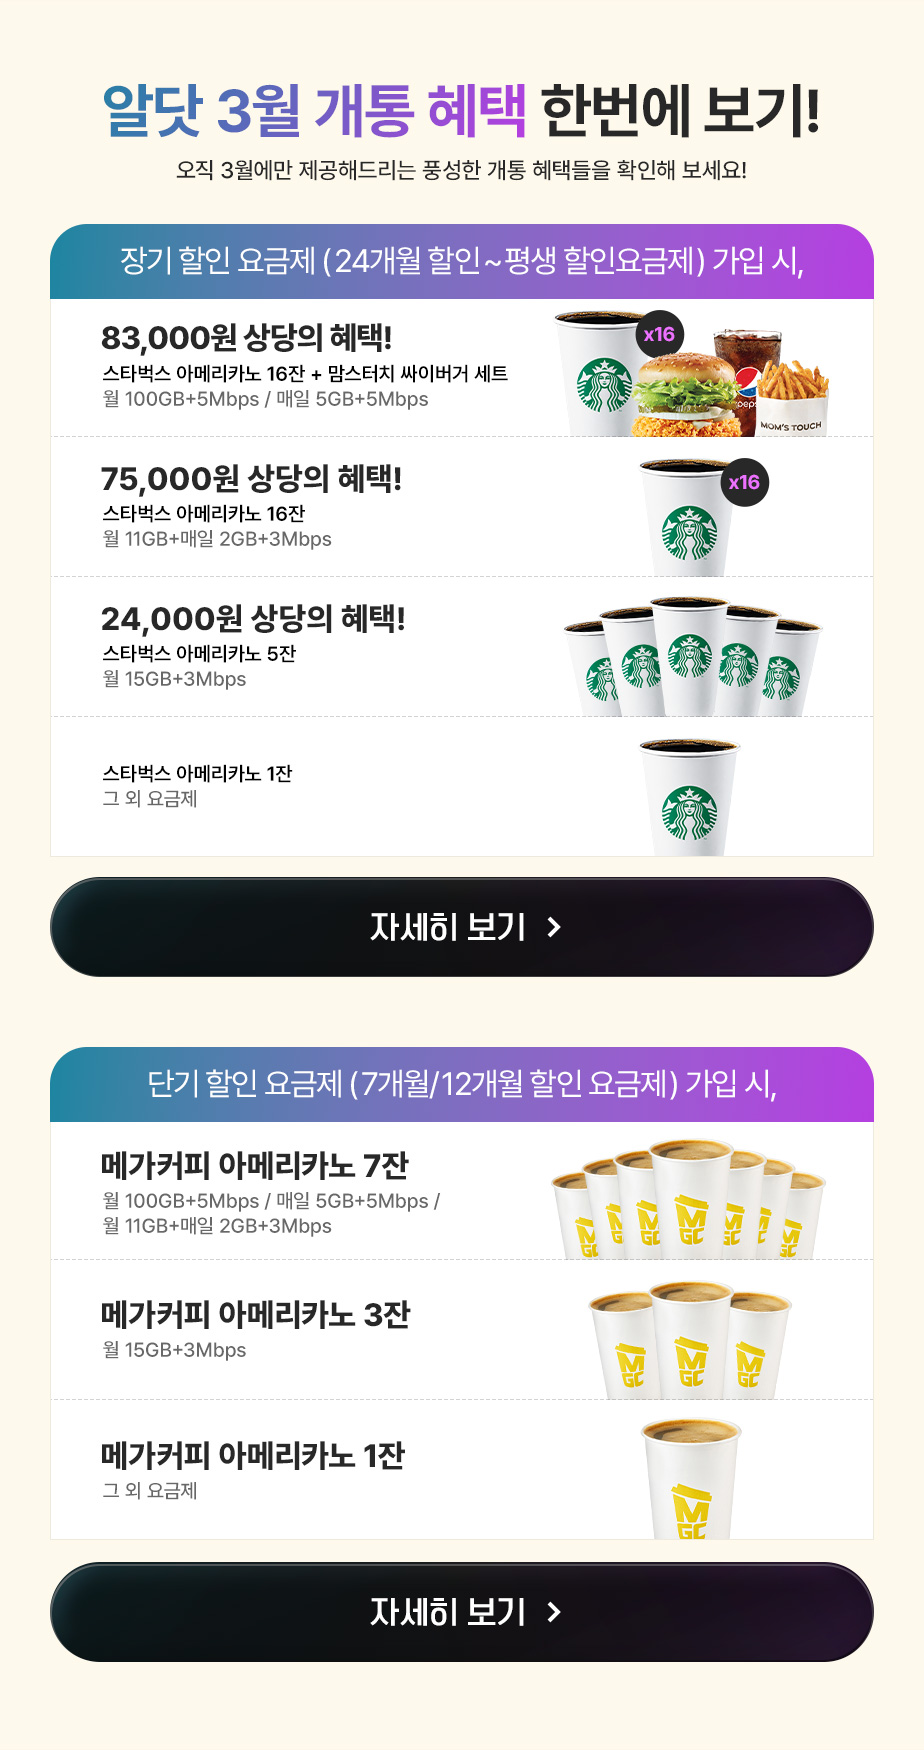 알닷 3월 개통 혜택 한번에 보기!
오직 3월에만 제공해드리는 풍성한 개통 혜택들을 확인해 보세요!
장기 할인 요금제 (24개월 할인~평생 할인요금제) 가입 시,
83,000원 상당의 혜택!
스타벅스 아메리카노 16잔 + 맘스터치 싸이버거 세트
월 100GB+5Mbps / 매일 5GB+5Mbps
x16
pepsi
MOM'S TOUCH
75,000원 상당의 혜택!
스타벅스 아메리카노 16잔
월 11GB+매일 2GB+3Mbps
x16
24,000원 상당의 혜택!
스타벅스 아메리카노 5잔
월 15GB+3Mbps
스타벅스 아메리카노 1잔
그 외 요금제
자세히 보기 >
단기 할인 요금제 (7개월/12개월 할인 요금제) 가입 시,
메가커피 아메리카노 7잔
월 100GB+5Mbps / 매일 5GB+5Mbps /
월 11GB+매일 2GB+3Mbps
MGC
메가커피 아메리카노 3잔
월 15GB+3Mbps
MGC
MGC
MGC
메가커피 아메리카노 1잔
그 외 요금제
MGC
자세히 보기 >